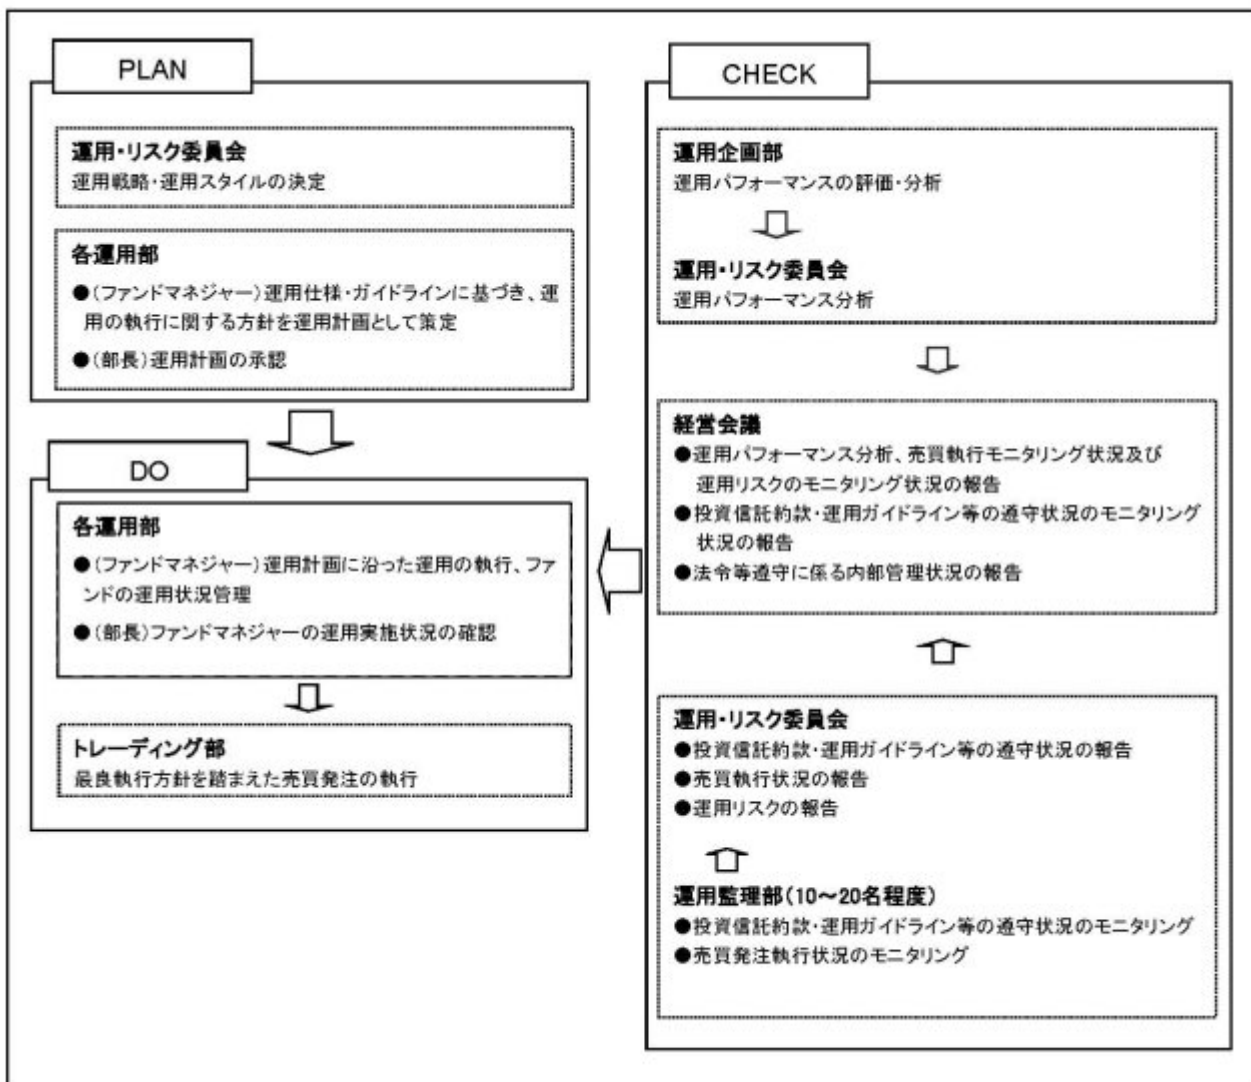 PLAN
運用・リスク委員会
運用戦略・運用スタイルの決定
各運用部
●(ファンドマネジャー)運用仕様・ガイドラインに基づき、運
用の執行に関する方針を運用計画として策定
●(部長)運用計画の承認
DO
各運用部
●(ファンドマネジャー)運用計画に沿った運用の執行、ファ
ンドの運用状況管理
●(部長)ファンドマネジャーの運用実施状況の確認
トレーディング部
最良執行方針を踏まえた売買発注の執行
CHECK
運用企画部
運用パフォーマンスの評価・分析
運用・リスク委員会
運用パフォーマンス分析
経営会議
●運用パフォーマンス分析、売買執行モニタリング状況及び
運用リスクのモニタリング状況の報告
●投資信託約款・運用ガイドライン等の遵守状況のモニタリング
状況の報告
●法令等遵守に係る内部管理状況の報告
運用・リスク委員会
●投資信託約款・運用ガイドライン等の遵守状況の報告
●売買執行状況の報告
●運用リスクの報告
運用監理部(10~20名程度)
●投資信託約款・運用ガイドライン等の遵守状況のモニタリング
●売買発注執行状況のモニタリング